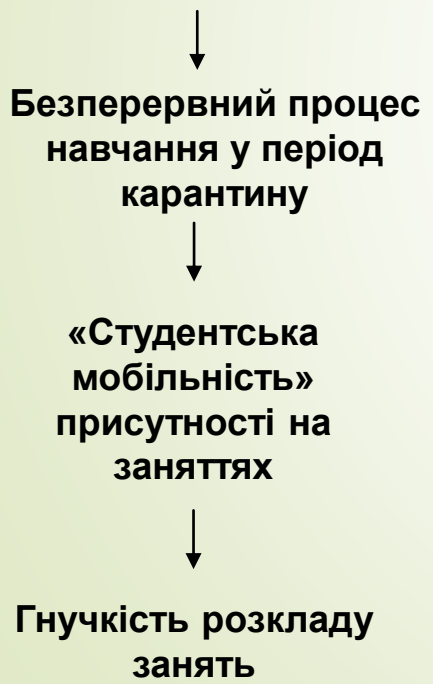 Безперервний процес
навчання у період
карантину
«Студентська
мобільність»
присутності на
заняттях
Гнучкість розкладу
занять